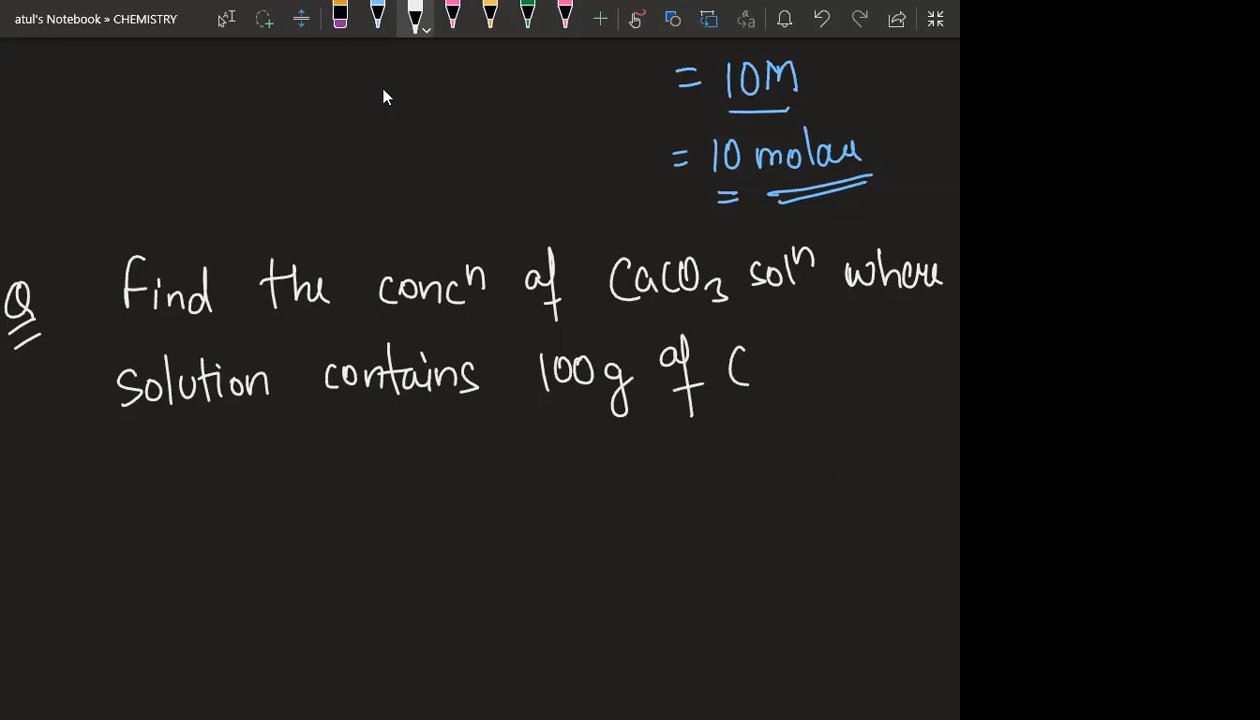 atul's Notebook » CHEMISTRY
= 10M
= 10 molar
=
Q Find the concⁿ of CaCO₃ solⁿ where
solution contains 100g of C